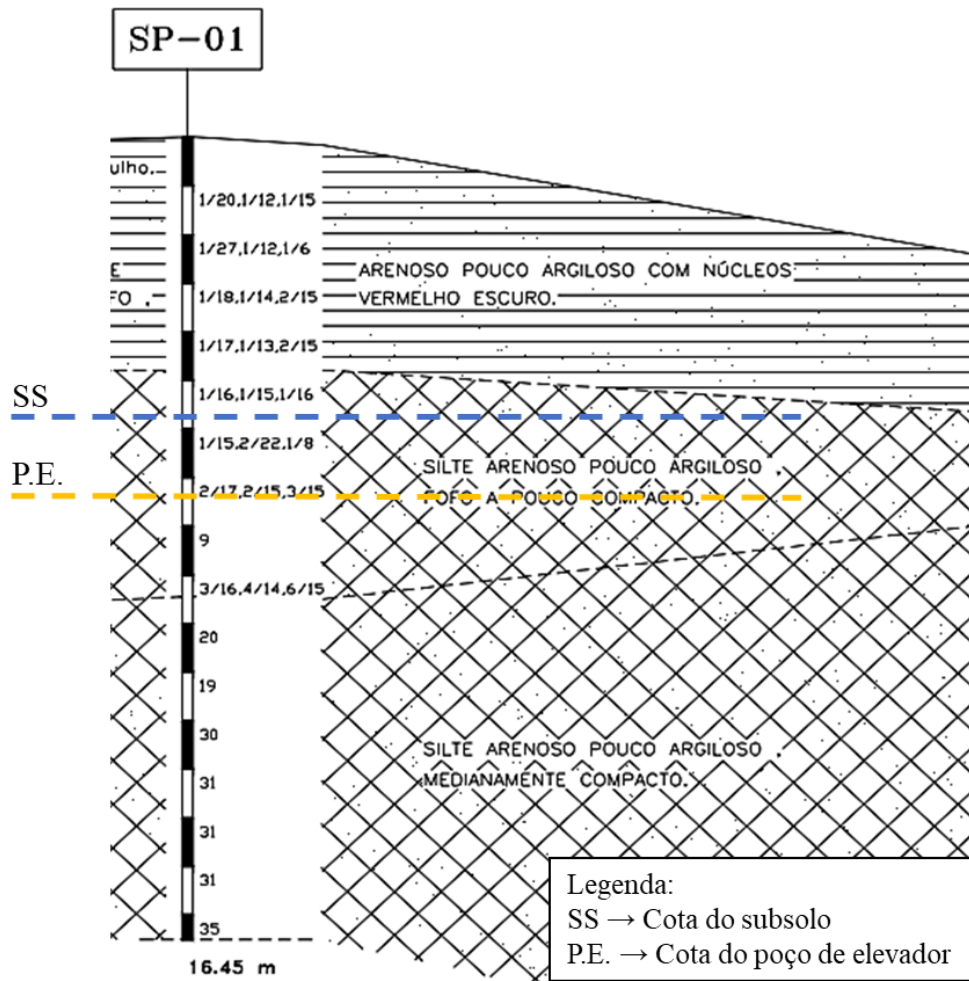 SP-01
ulho.
1/20,1/12,1/15
1/27,1/12,1/6
E
ARENOSO POUCO ARGILOSO COM NÚCLEOS
FO .
1/18,1/14,2/15
VERMELHO ESCURO.
1/17,1/13,2/15
SS
1/16,1/15,1/16
1/15,2/22,1/8
P.E.
SILTE ARENOSO POUCO ARGILOSO ,
2/17,2/15,3/15
FOFO A POUCO COMPACTO.
9
3/16,4/14,6/15
20
19
30
SILTE ARENOSO POUCO ARGILOSO ,
31
MEDIANAMENTE COMPACTO.
31
31
35
16.45 m
Legenda:
SS → Cota do subsolo
P.E. → Cota do poço de elevador